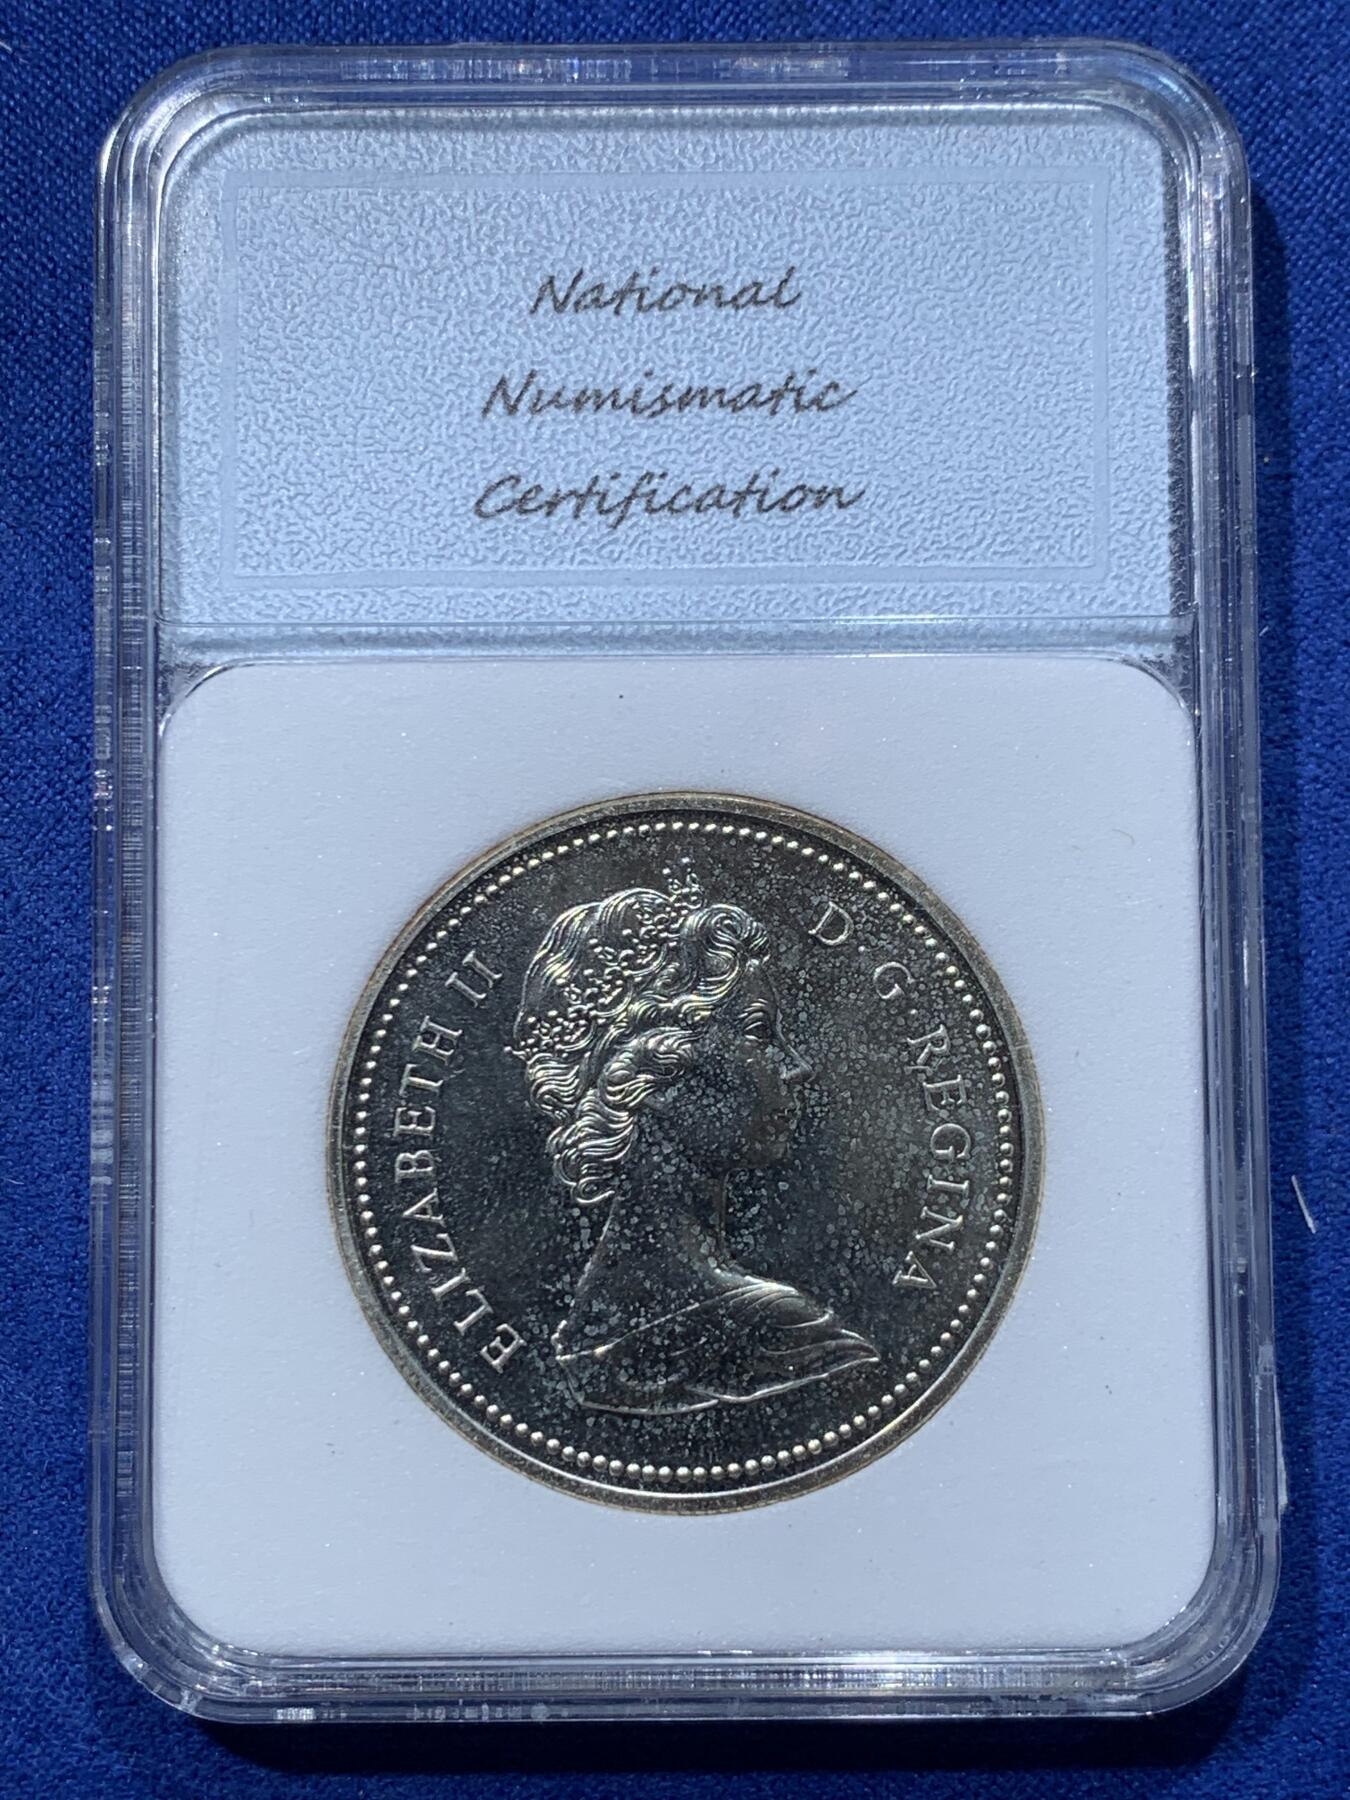 National
Numismatic
Certification
ELIZABETH II D·G·REGINA